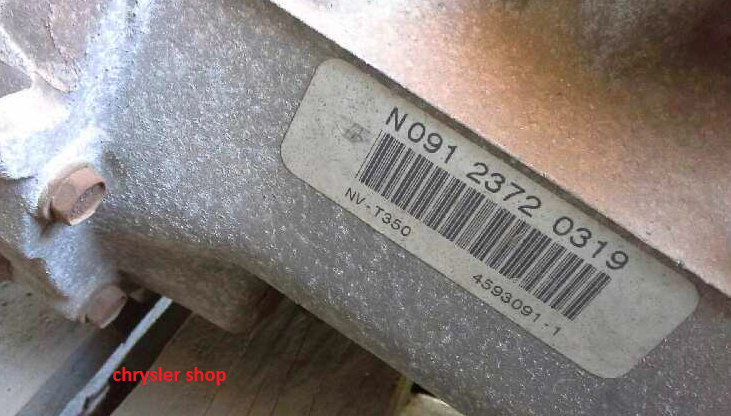 N091 2372 0319
NV-T350
4593091-1
chrysler shop